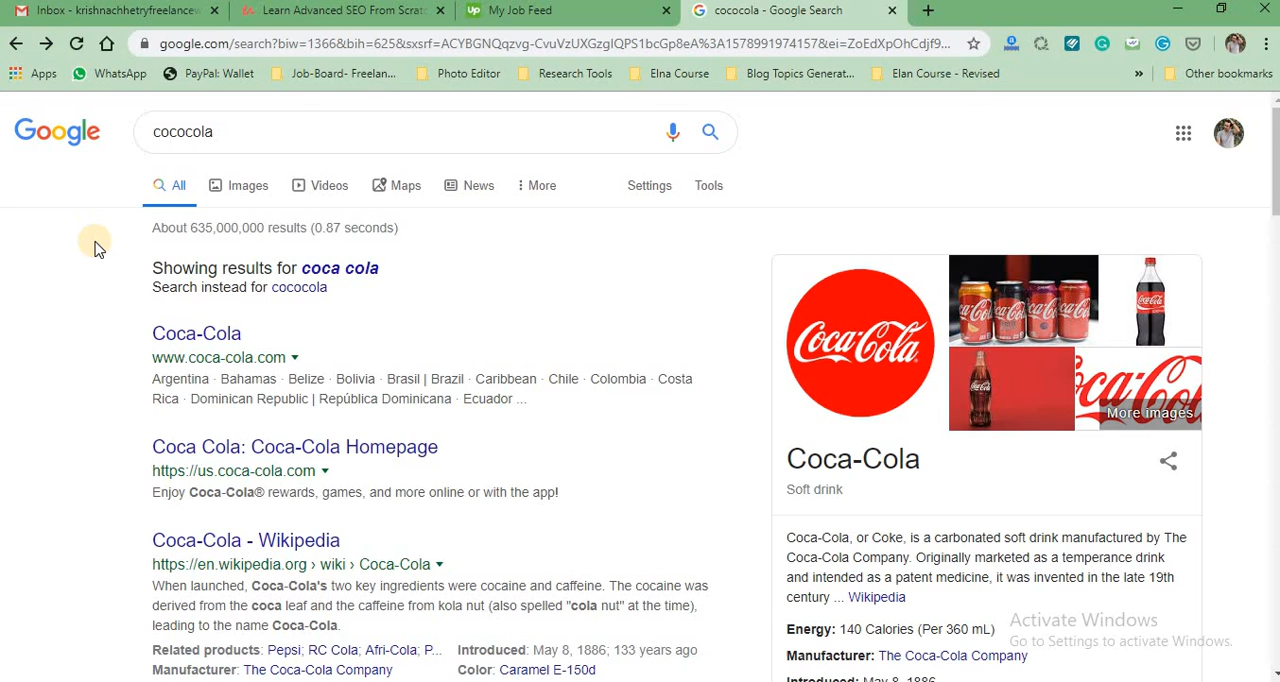 Inbox - krishnachhetryfreelancew
Learn Advanced SEO From Scratc
Up My Job Feed
cococola - Google Search
google.com/search?biw=1366&bih=625&sxsrf=ACYBGNQqzvg-CvuVzUXGzgIQPS1bcGp8eA%3A1578991974157&ei=ZoEdXpOhCdjf9...
Apps WhatsApp PayPal: Wallet Job-Board- Freelan... Photo Editor Research Tools Elna Course Blog Topics Generat... Elan Course - Revised » Other bookmarks
Google
cococola
All Images Videos Maps News More Settings Tools
About 635,000,000 results (0.87 seconds)
Showing results for coca cola
Search instead for cococola
Coca-Cola
www.coca-cola.com
Argentina · Bahamas · Belize · Bolivia · Brasil | Brazil · Caribbean · Chile · Colombia · Costa
Rica · Dominican Republic | República Dominicana · Ecuador ...
Coca Cola: Coca-Cola Homepage
https://us.coca-cola.com
Enjoy Coca-Cola® rewards, games, and more online or with the app!
Coca-Cola - Wikipedia
https://en.wikipedia.org › wiki › Coca-Cola
When launched, Coca-Cola's two key ingredients were cocaine and caffeine. The cocaine was
derived from the coca leaf and the caffeine from kola nut (also spelled "cola nut" at the time),
leading to the name Coca-Cola.
Related products: Pepsi; RC Cola; Afri-Cola; P...
Introduced: May 8, 1886; 133 years ago
Manufacturer: The Coca-Cola Company
Color: Caramel E-150d
Coca-Cola
More images
Coca-Cola
Soft drink
Coca-Cola, or Coke, is a carbonated soft drink manufactured by The
Coca-Cola Company. Originally marketed as a temperance drink
and intended as a patent medicine, it was invented in the late 19th
century ... Wikipedia
Energy: 140 Calories (Per 360 mL)
Manufacturer: The Coca-Cola Company
Introduced: May 8, 1886
Activate Windows
Go to Settings to activate Windows.